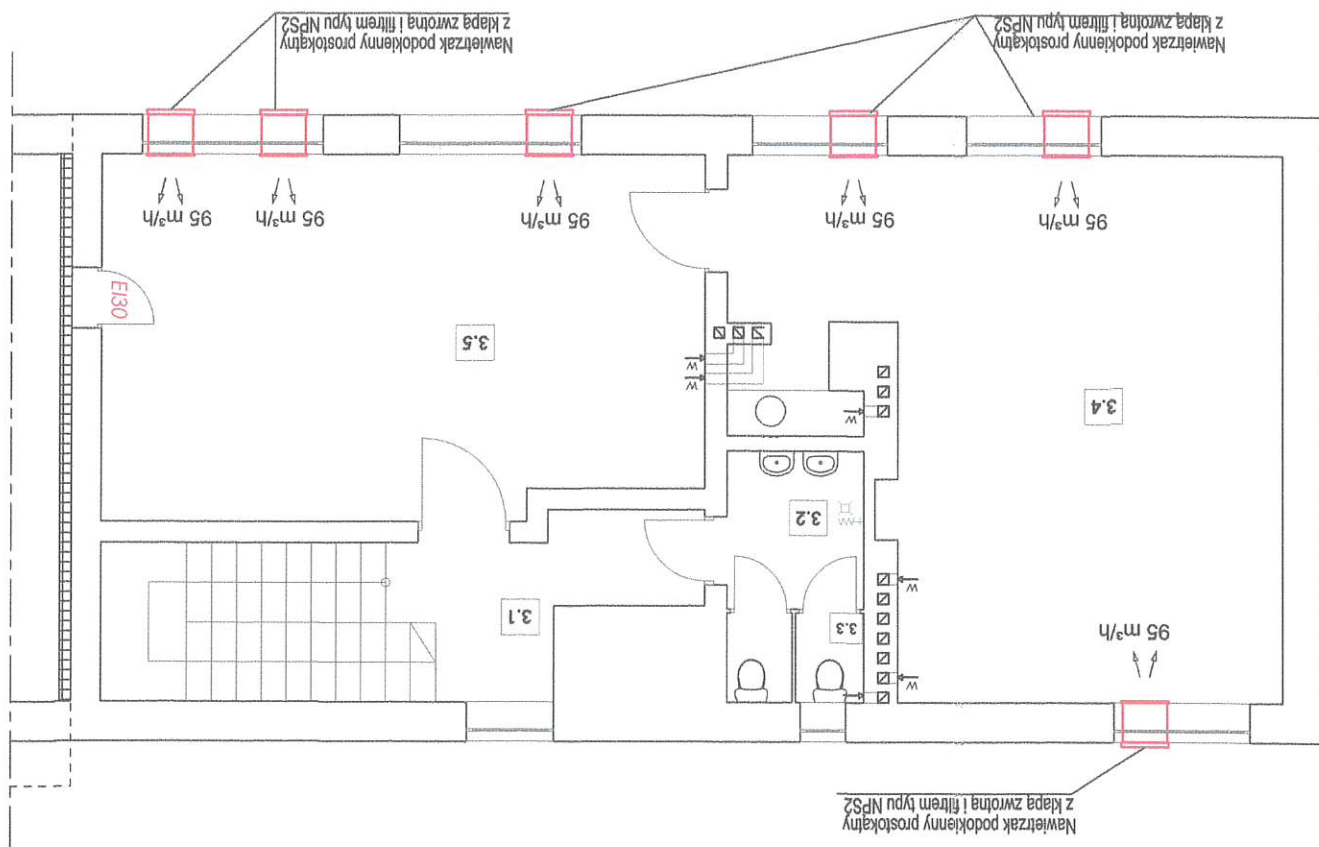 Nawietrzak podokienny prostokątny
z klapą zwrotną i filtrem typu NPS2
95 m³/h
w
3.3
3.1
w
3.2
w
3.4
w
w
3.5
EI30
95 m³/h
95 m³/h
95 m³/h
95 m³/h
95 m³/h
Nawietrzak podokienny prostokątny
z klapą zwrotną i filtrem typu NPS2
Nawietrzak podokienny prostokątny
z klapą zwrotną i filtrem typu NPS2